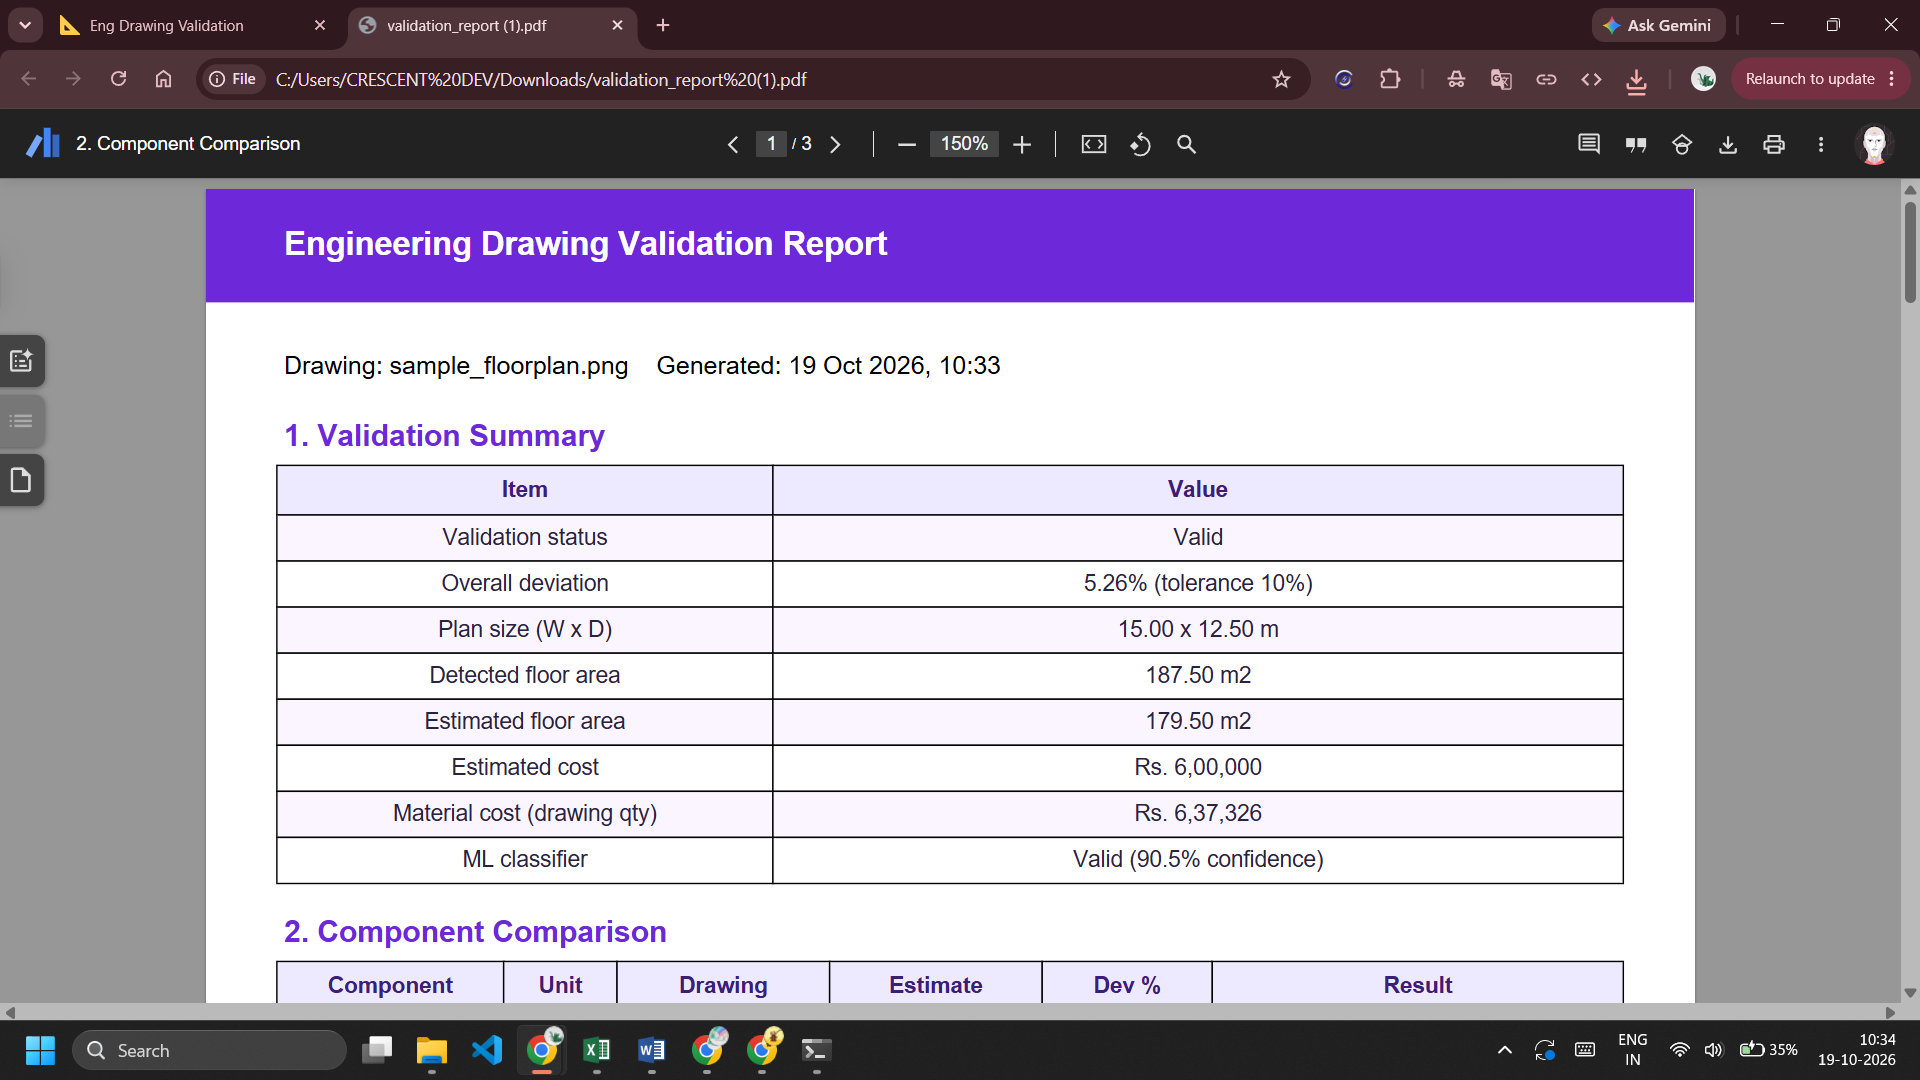 Eng Drawing Validation
validation_report (1).pdf
Ask Gemini
File
C:/Users/CRESCENT%20DEV/Downloads/validation_report%20(1).pdf
Relaunch to update
2. Component Comparison
1 / 3
150%
Engineering Drawing Validation Report
Drawing: sample_floorplan.png Generated: 19 Oct 2026, 10:33
1. Validation Summary
Item Value
Validation status Valid
Overall deviation 5.26% (tolerance 10%)
Plan size (W x D) 15.00 x 12.50 m
Detected floor area 187.50 m2
Estimated floor area 179.50 m2
Estimated cost Rs. 6,00,000
Material cost (drawing qty) Rs. 6,37,326
ML classifier Valid (90.5% confidence)
2. Component Comparison
Component Unit Drawing Estimate Dev % Result
Search
ENG
IN
35%
10:34
19-10-2026